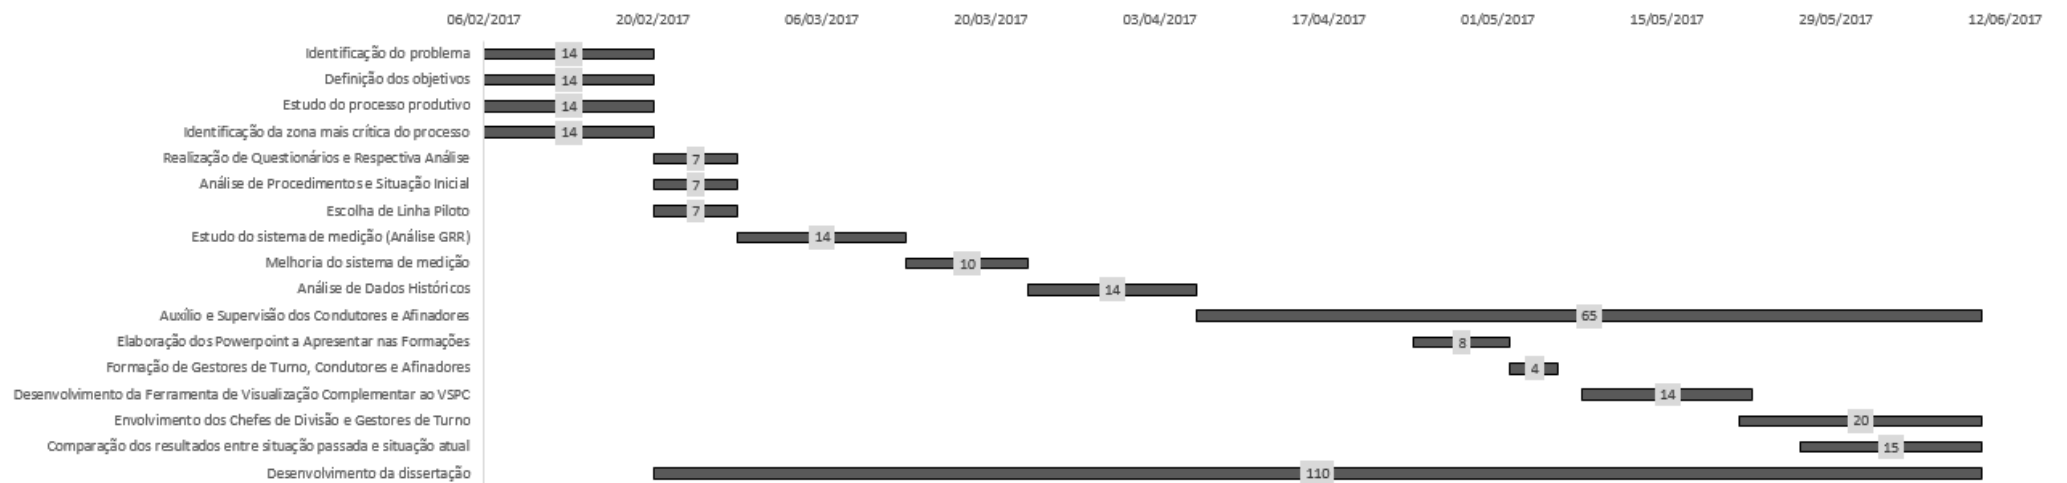 06/02/2017 20/02/2017 06/03/2017 20/03/2017 03/04/2017 17/04/2017 01/05/2017 15/05/2017 29/05/2017 12/06/2017
Identificação do problema 14
Definição dos objetivos 14
Estudo do processo produtivo 14
Identificação da zona mais crítica do processo 14
Realização de Questionários e Respectiva Análise 7
Análise de Procedimentos e Situação Inicial 7
Escolha de Linha Piloto 7
Estudo do sistema de medição (Análise GRR) 14
Melhoria do sistema de medição 10
Análise de Dados Históricos 14
Auxílio e Supervisão dos Condutores e Afinadores 65
Elaboração dos Powerpoint a Apresentar nas Formações 8
Formação de Gestores de Turno, Condutores e Afinadores 4
Desenvolvimento da Ferramenta de Visualização Complementar ao VSPC 14
Envolvimento dos Chefes de Divisão e Gestores de Turno 20
Comparação dos resultados entre situação passada e situação atual 15
Desenvolvimento da dissertação 110